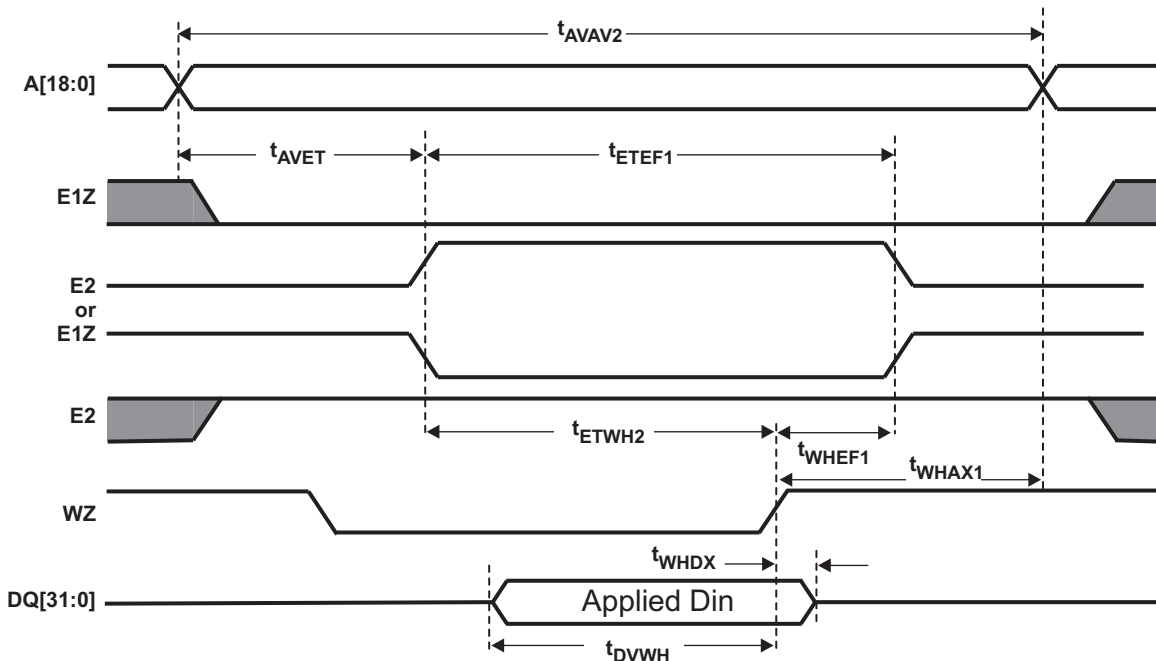 tAVAV2
A[18:0]
tAVET
tETEF1
E1Z
E2
or
E1Z
E2
tETWH2
tWHEF1
tWHAX1
WZ
tWHDX
DQ[31:0]
Applied Din
tDVWH